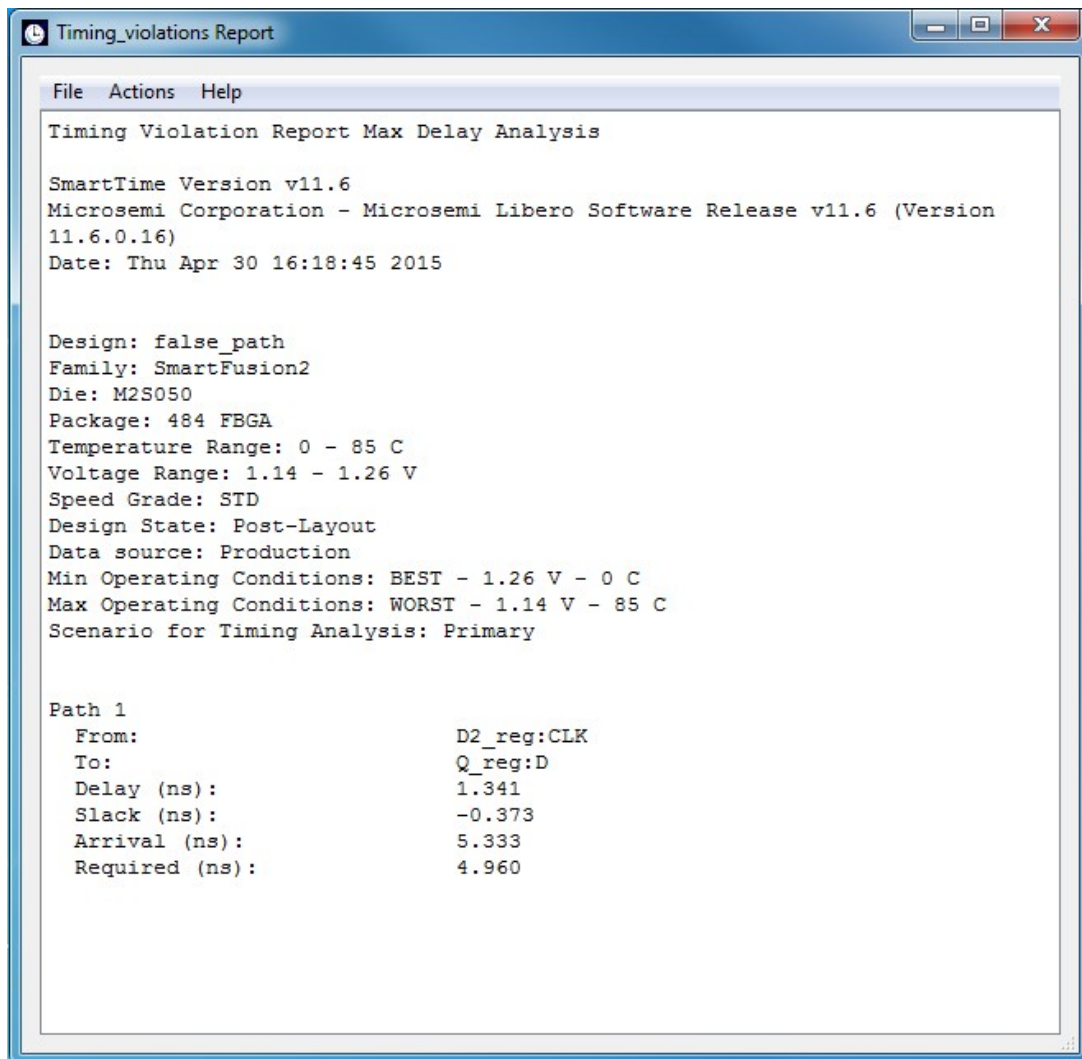 Timing_violations Report
File Actions Help
Timing Violation Report Max Delay Analysis
SmartTime Version v11.6
Microsemi Corporation - Microsemi Libero Software Release v11.6 (Version
11.6.0.16)
Date: Thu Apr 30 16:18:45 2015
Design: false_path
Family: SmartFusion2
Die: M2S050
Package: 484 FBGA
Temperature Range: 0 - 85 C
Voltage Range: 1.14 - 1.26 V
Speed Grade: STD
Design State: Post-Layout
Data source: Production
Min Operating Conditions: BEST - 1.26 V - 0 C
Max Operating Conditions: WORST - 1.14 V - 85 C
Scenario for Timing Analysis: Primary
Path 1
From: D2_reg:CLK
To: Q_reg:D
Delay (ns): 1.341
Slack (ns): -0.373
Arrival (ns): 5.333
Required (ns): 4.960